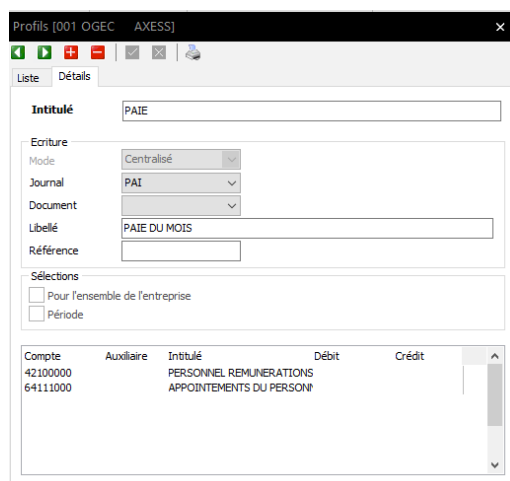 Profils [001 OGEC AXESS]
Liste Détails
Intitulé PAIE
Ecriture
Mode Centralisé
Journal PAI
Document
Libellé PAIE DU MOIS
Référence
Sélections
Pour l'ensemble de l'entreprise
Période
Compte Auxiliaire Intitulé Débit Crédit
42100000 PERSONNEL REMUNERATIONS
64111000 APPOINTEMENTS DU PERSONN